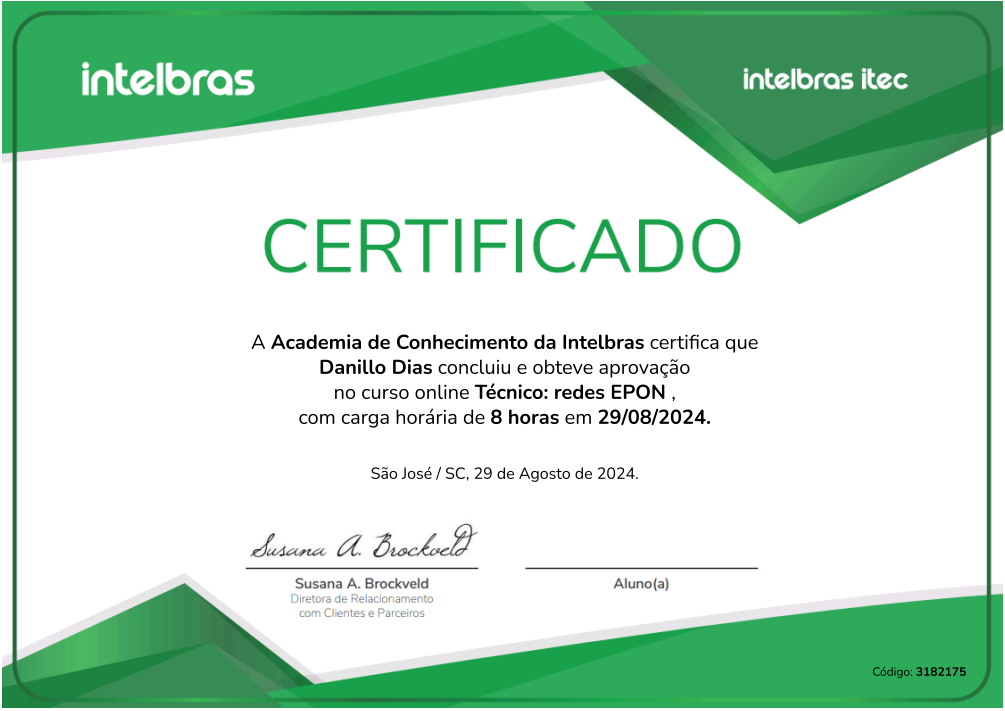 intelbras
intelbras itec
CERTIFICADO
A Academia de Conhecimento da Intelbras certifica que
Danillo Dias concluiu e obteve aprovação
no curso online Técnico: redes EPON ,
com carga horária de 8 horas em 29/08/2024.
São José / SC, 29 de Agosto de 2024.
Susana A. Brockveld
Susana A. Brockveld
Diretora de Relacionamento
com Clientes e Parceiros
Aluno(a)
Código: 3182175